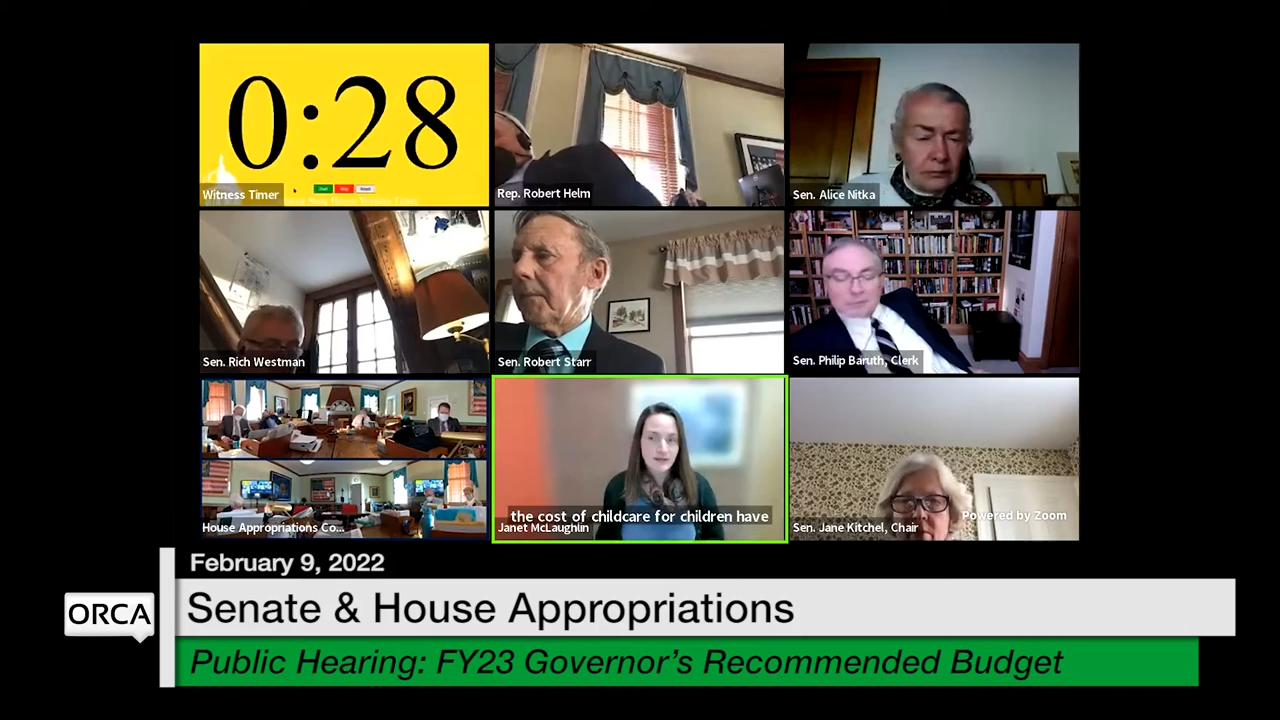 0:28
Witness Timer
Rep. Robert Helm
Sen. Alice Nitka
Sen. Rich Westman
Sen. Robert Starr
Sen. Philip Baruth, Clerk
House Appropriations Co...
the cost of childcare for children have
Janet McLaughlin
Powered by Zoom
Sen. Jane Kitchel, Chair
February 9, 2022
ORCA
Senate & House Appropriations
Public Hearing: FY23 Governor's Recommended Budget